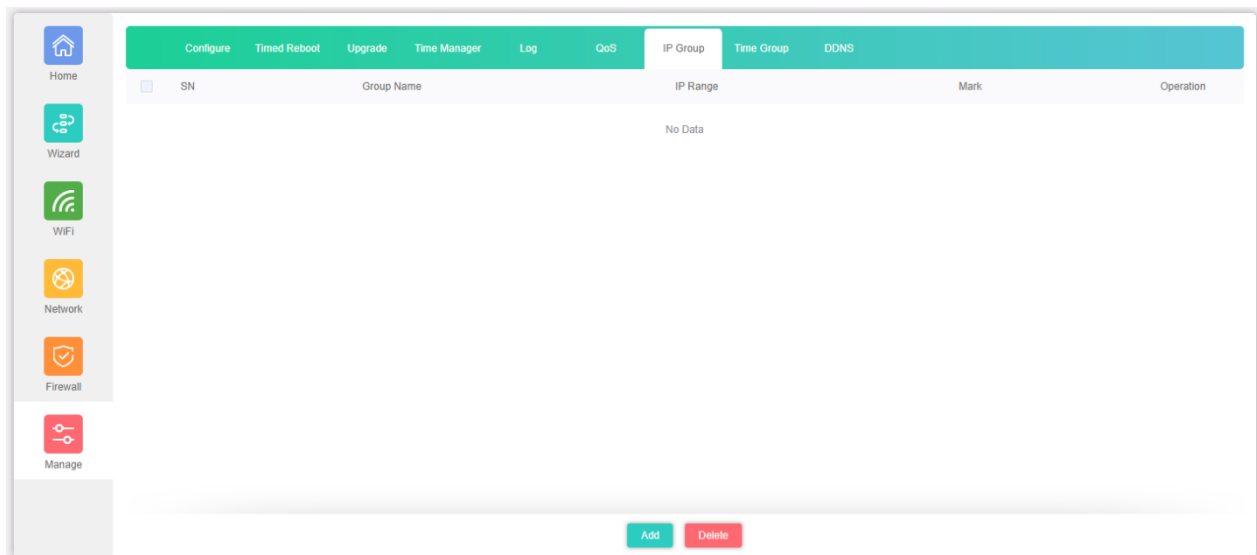 Home
Wizard
WiFi
Network
Firewall
Manage
Configure Timed Reboot Upgrade Time Manager Log QoS IP Group Time Group DDNS
SN Group Name IP Range Mark Operation
No Data
Add Delete